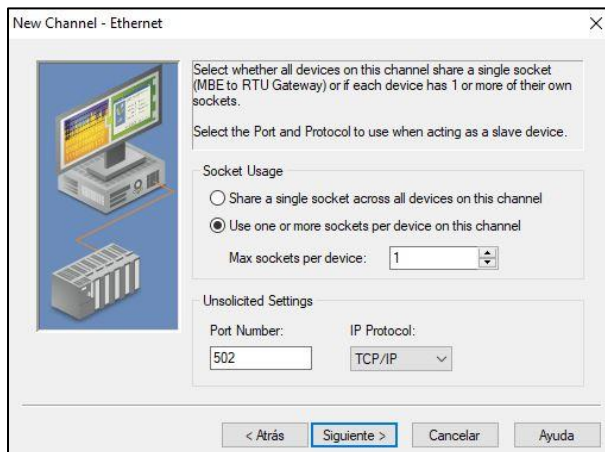 New Channel - Ethernet
Select whether all devices on this channel share a single socket
(MBE to RTU Gateway) or if each device has 1 or more of their own
sockets.
Select the Port and Protocol to use when acting as a slave device.
Socket Usage
Share a single socket across all devices on this channel
Use one or more sockets per device on this channel
Max sockets per device: 1
Unsolicited Settings
Port Number: IP Protocol:
502 TCP/IP
< Atrás Siguiente > Cancelar Ayuda